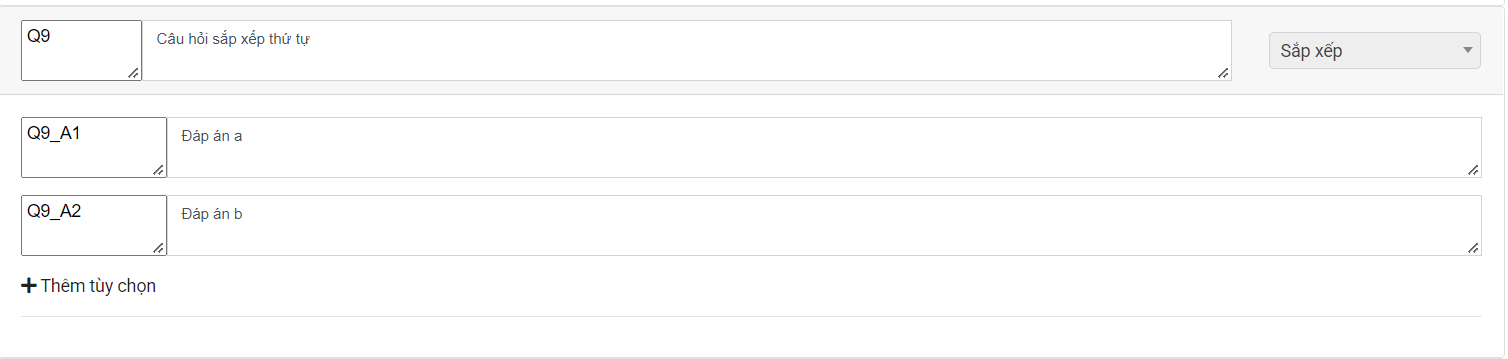 Q9 Câu hỏi sắp xếp thứ tự Sắp xếp
Q9_A1 Đáp án a
Q9_A2 Đáp án b
Thêm tùy chọn